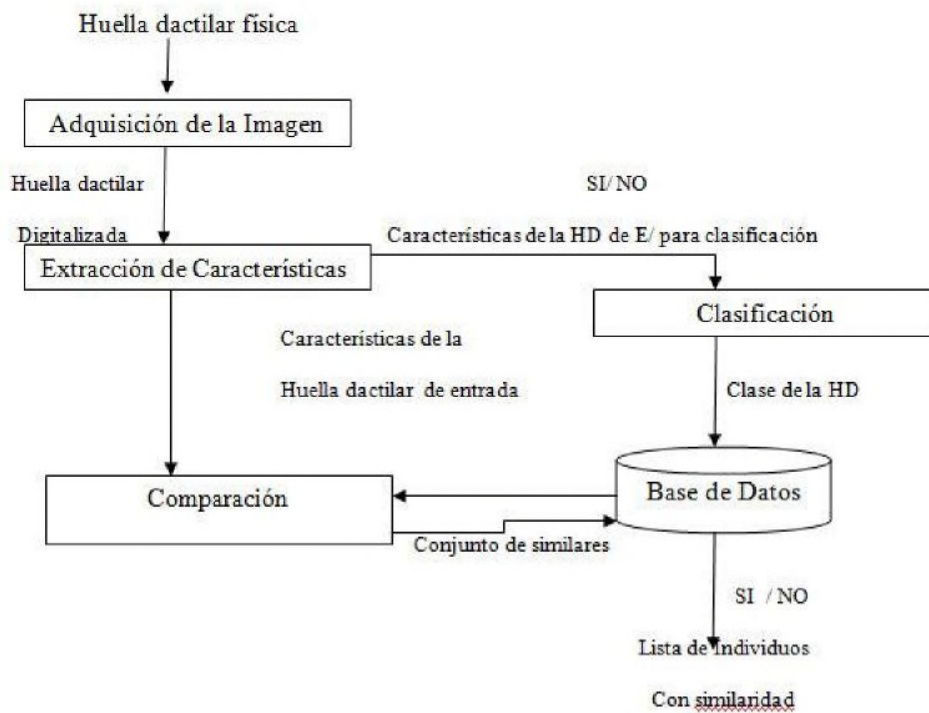 Huella dactilar física
Adquisición de la Imagen
Huella dactilar
SI/ NO
Digitalizada
Características de la HD de E/ para clasificación
Extracción de Características
Clasificación
Características de la
Huella dactilar de entrada
Clase de la HD
Comparación
Base de Datos
Conjunto de similares
SI / NO
Lista de Individuos
Con similaridad